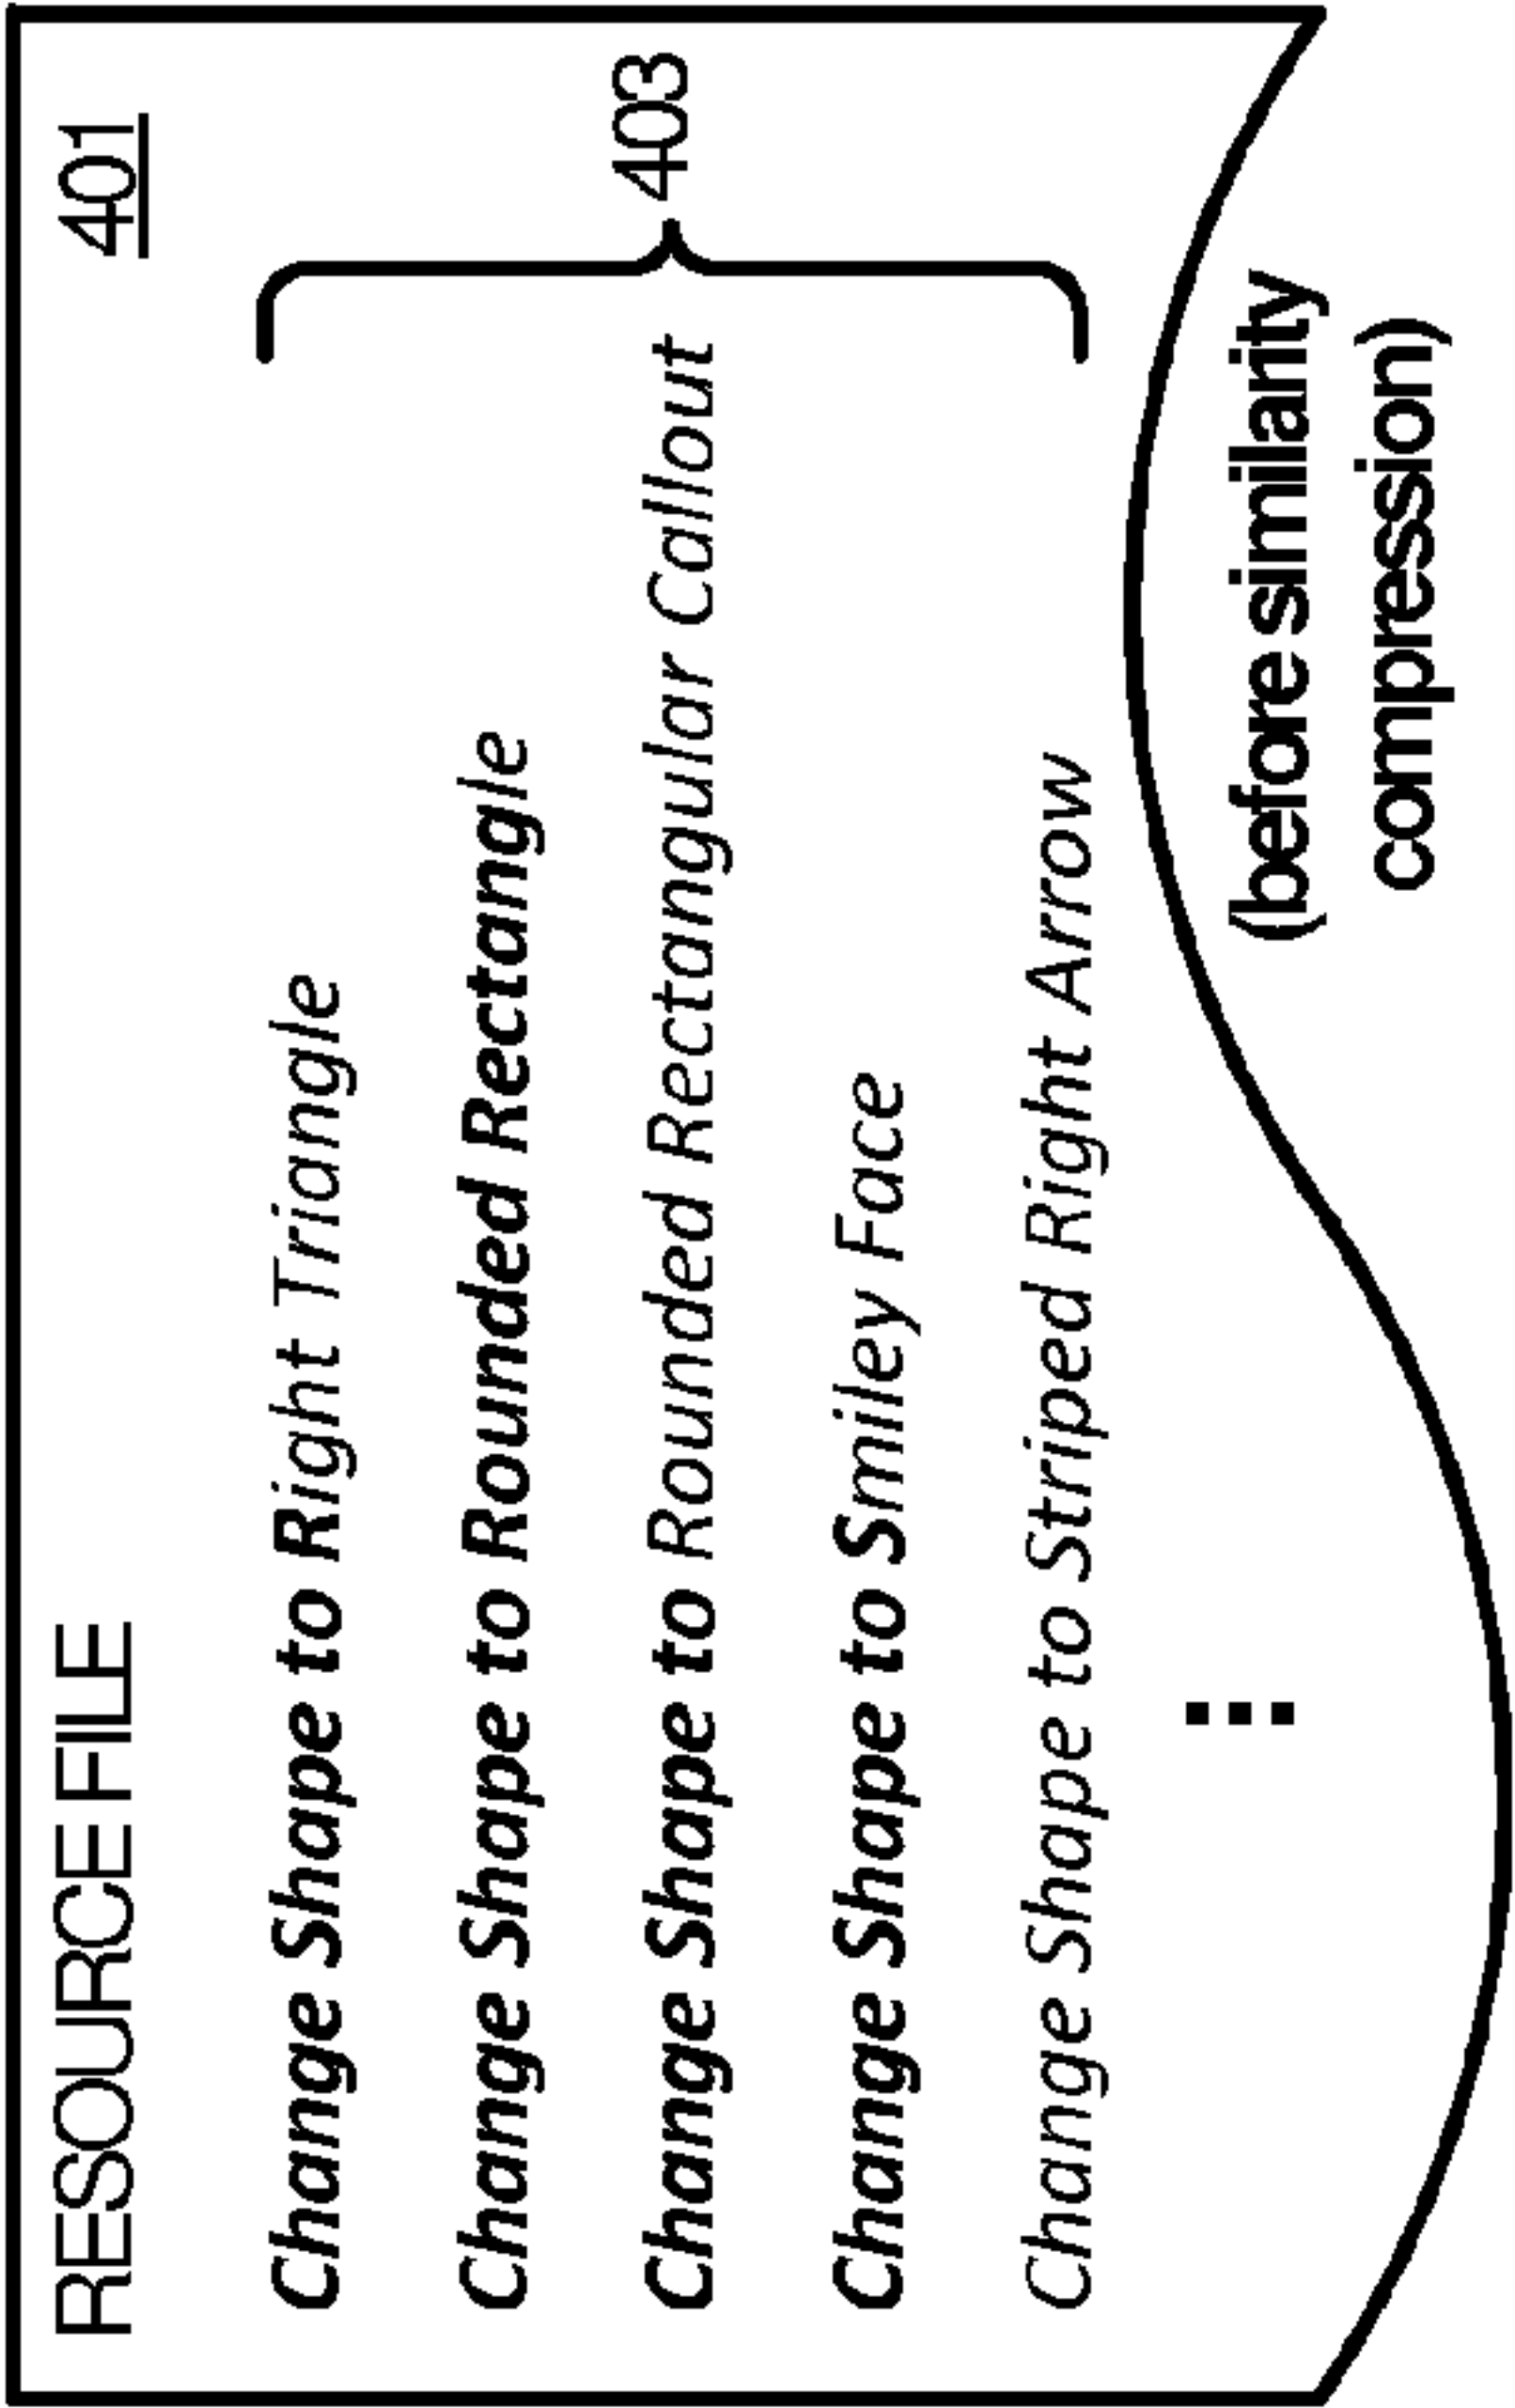 RESOURCE FILE 401
Change Shape to Right Triangle
Change Shape to Rounded Rectangle
Change Shape to Rounded Rectangular Callout
Change Shape to Smiley Face
Change Shape to Striped Right Arrow
403
(before similarity
compression)